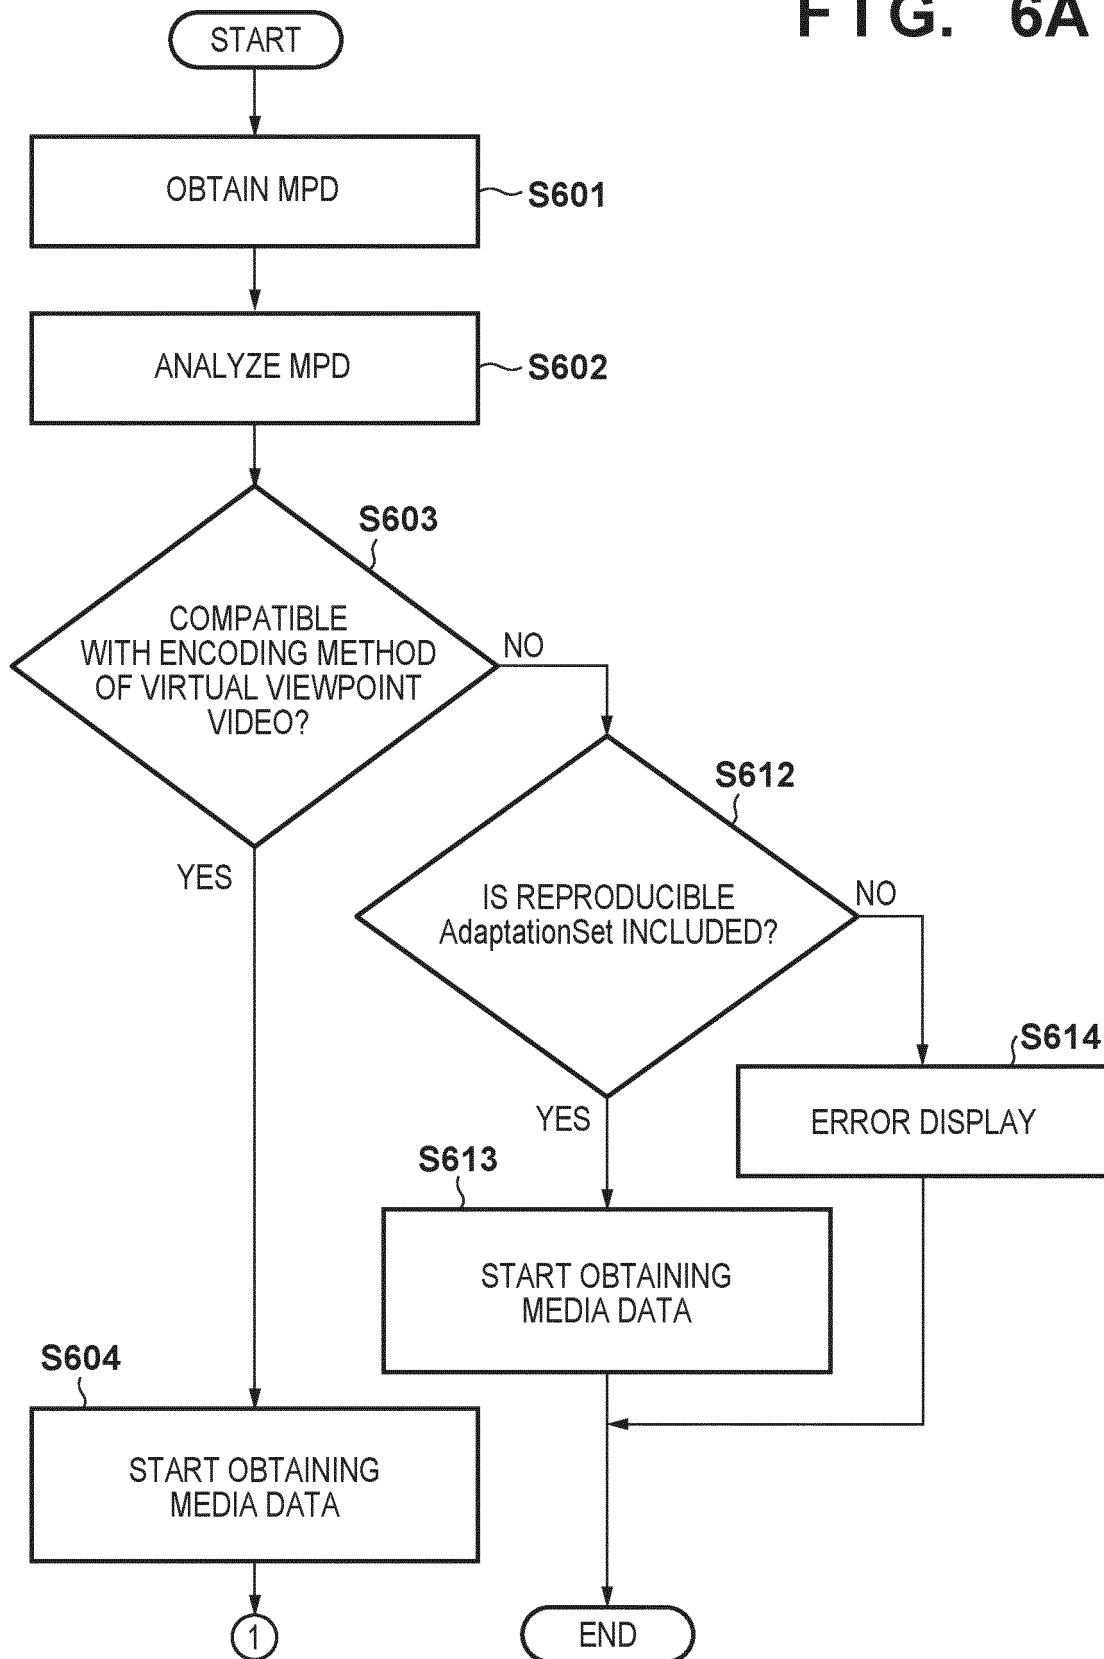 FIG. 6A
START
OBTAIN MPD
S601
ANALYZE MPD
S602
S603
COMPATIBLE
WITH ENCODING METHOD
OF VIRTUAL VIEWPOINT
VIDEO?
NO
YES
S612
IS REPRODUCIBLE
AdaptationSet INCLUDED?
NO
YES
S614
ERROR DISPLAY
S613
START OBTAINING
MEDIA DATA
S604
START OBTAINING
MEDIA DATA
1
END